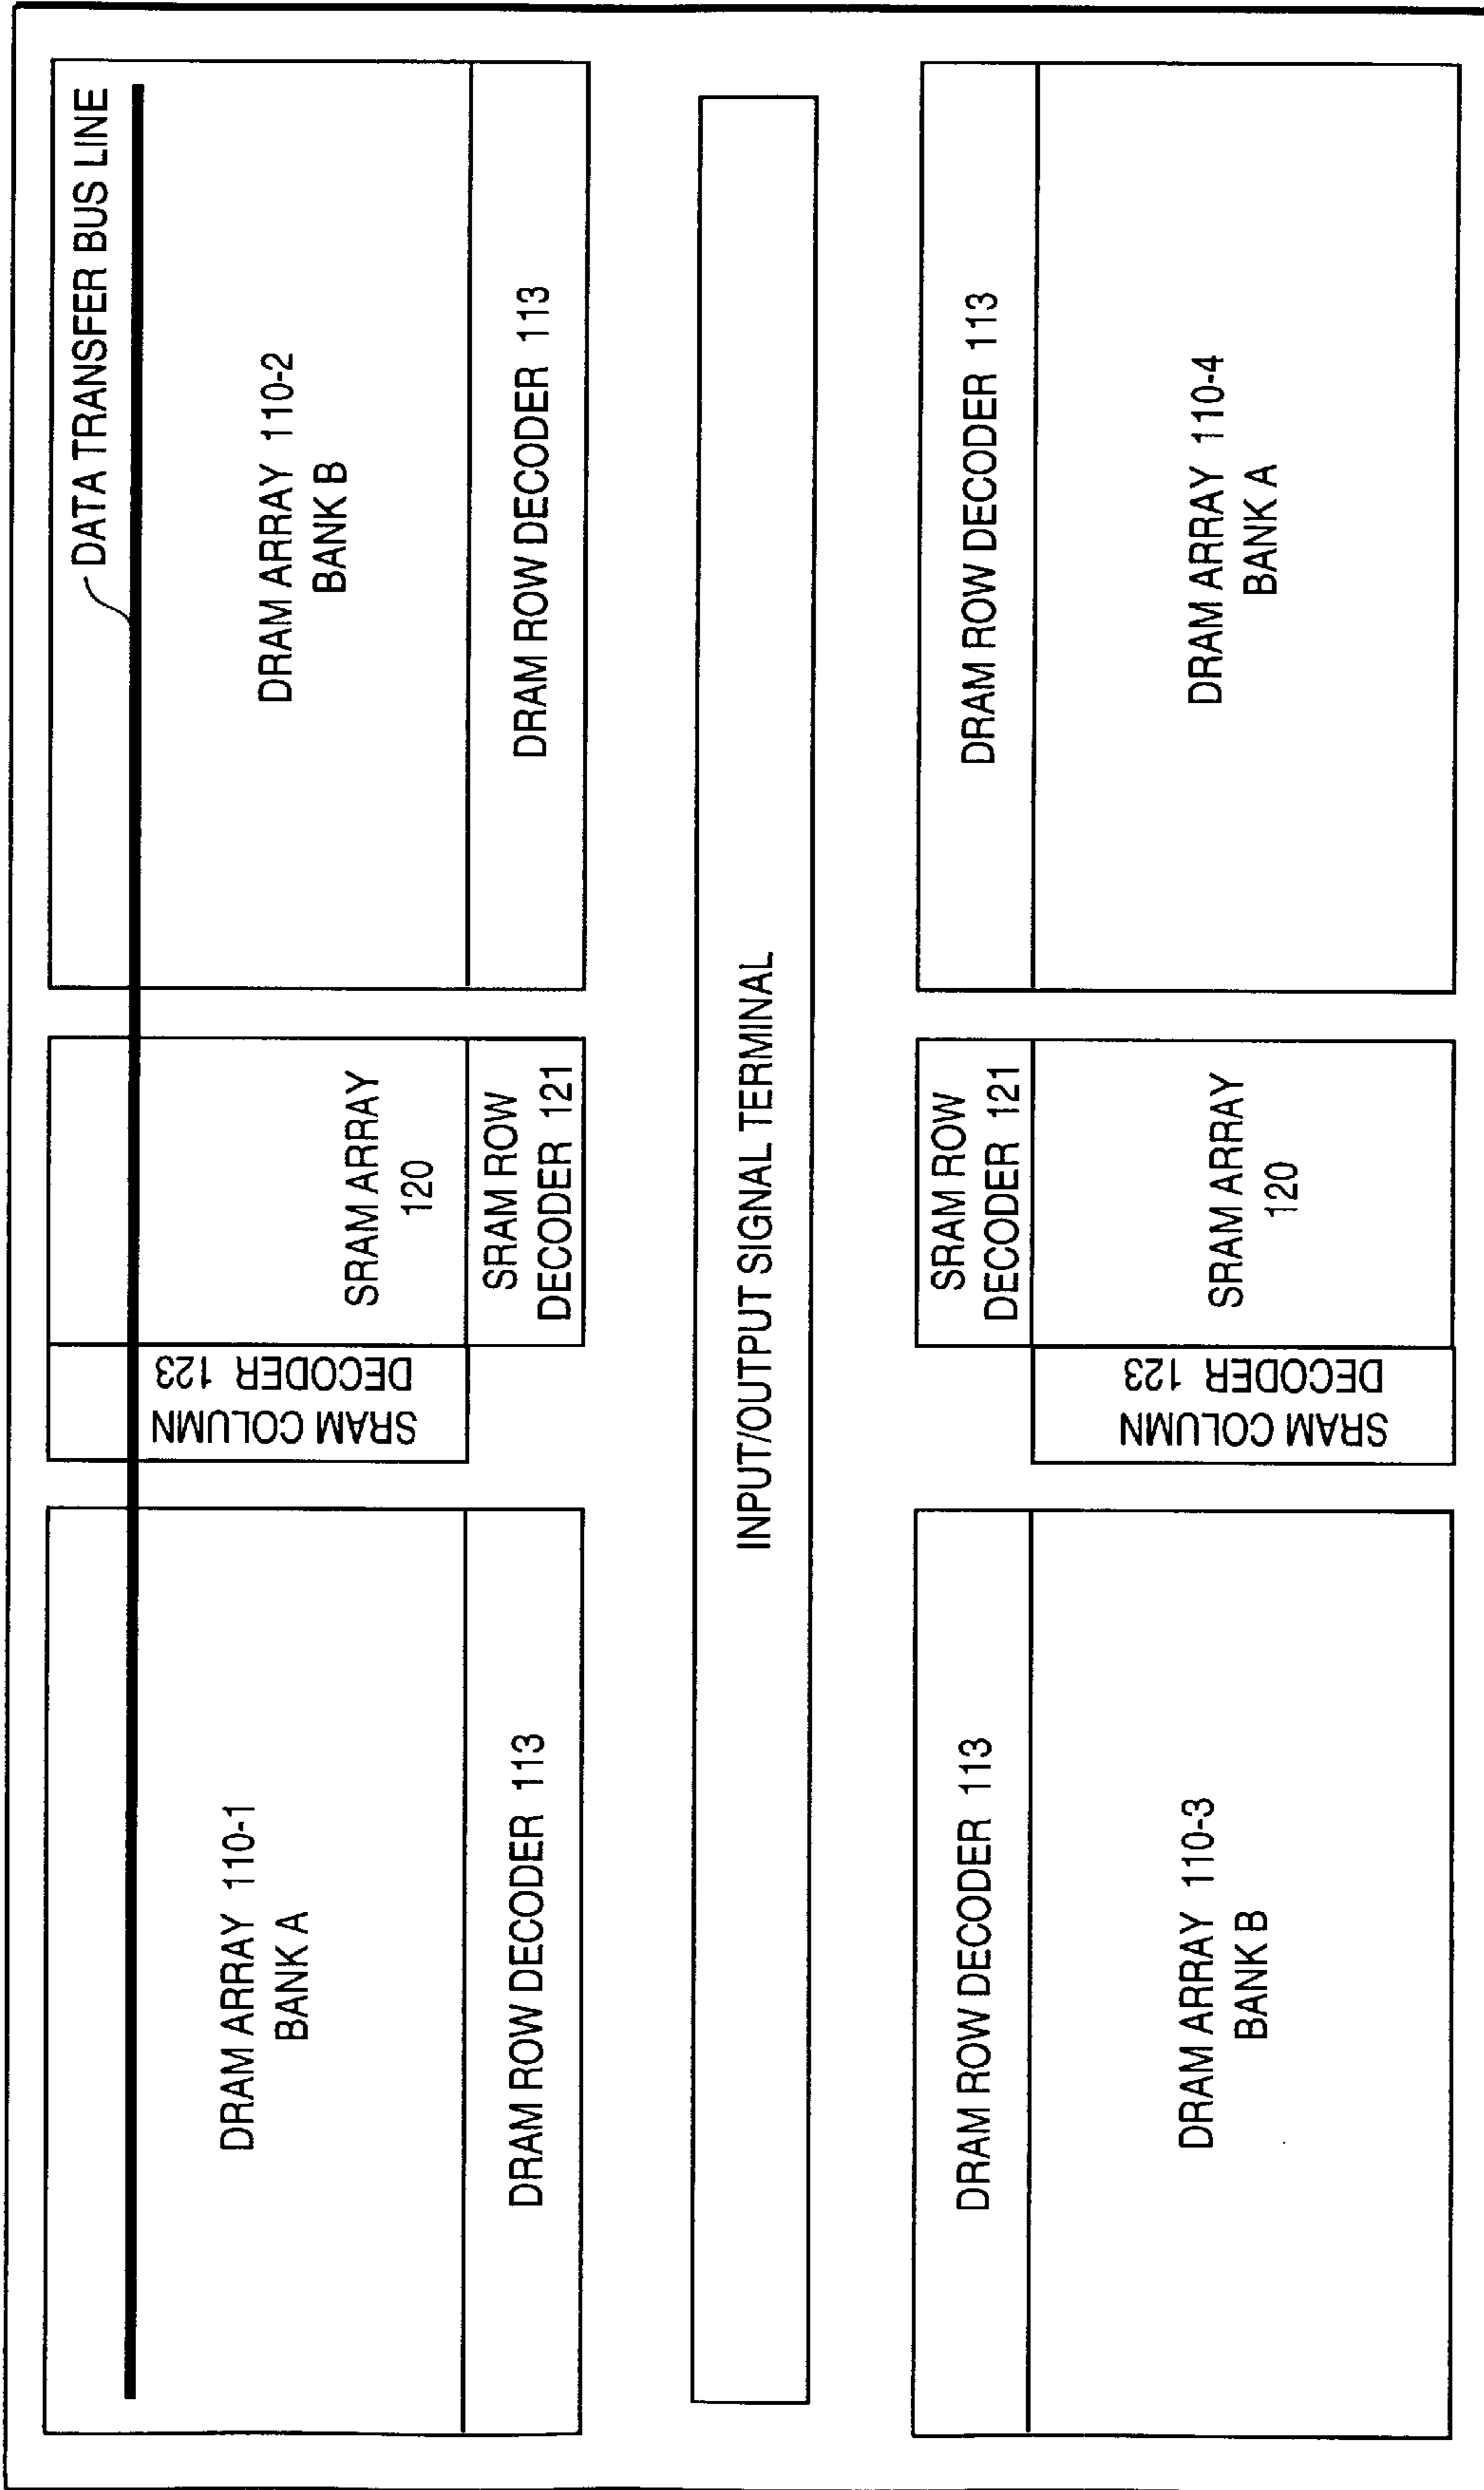 DATA TRANSFER BUS LINE
DRAM ARRAY 110-1
BANK A
DRAM ROW DECODER 113
SRAM COLUMN
DECODER 123
SRAM ARRAY
120
SRAM ROW
DECODER 121
DRAM ARRAY 110-2
BANK B
DRAM ROW DECODER 113
INPUT/OUTPUT SIGNAL TERMINAL
DRAM ROW DECODER 113
DRAM ARRAY 110-3
BANK B
SRAM ROW
DECODER 121
SRAM COLUMN
DECODER 123
SRAM ARRAY
120
DRAM ROW DECODER 113
DRAM ARRAY 110-4
BANK A